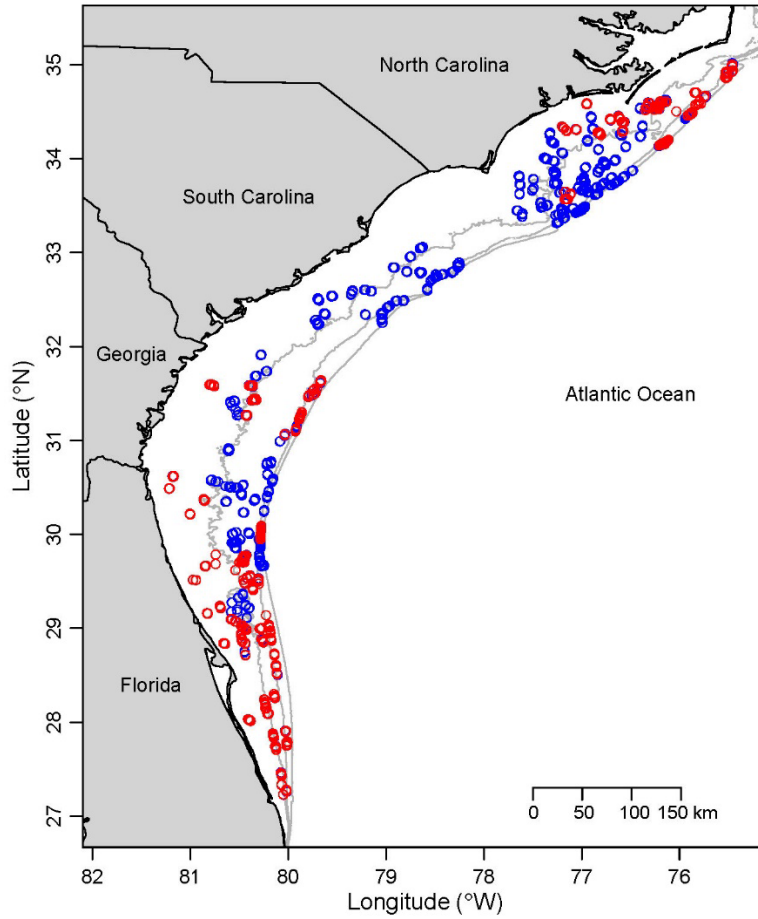 35
34
33
32
31
30
29
28
27
Latitude (°N)
North Carolina
South Carolina
Georgia
Atlantic Ocean
Florida
0 50 100 150 km
82 81 80 79 78 77 76
Longitude (°W)